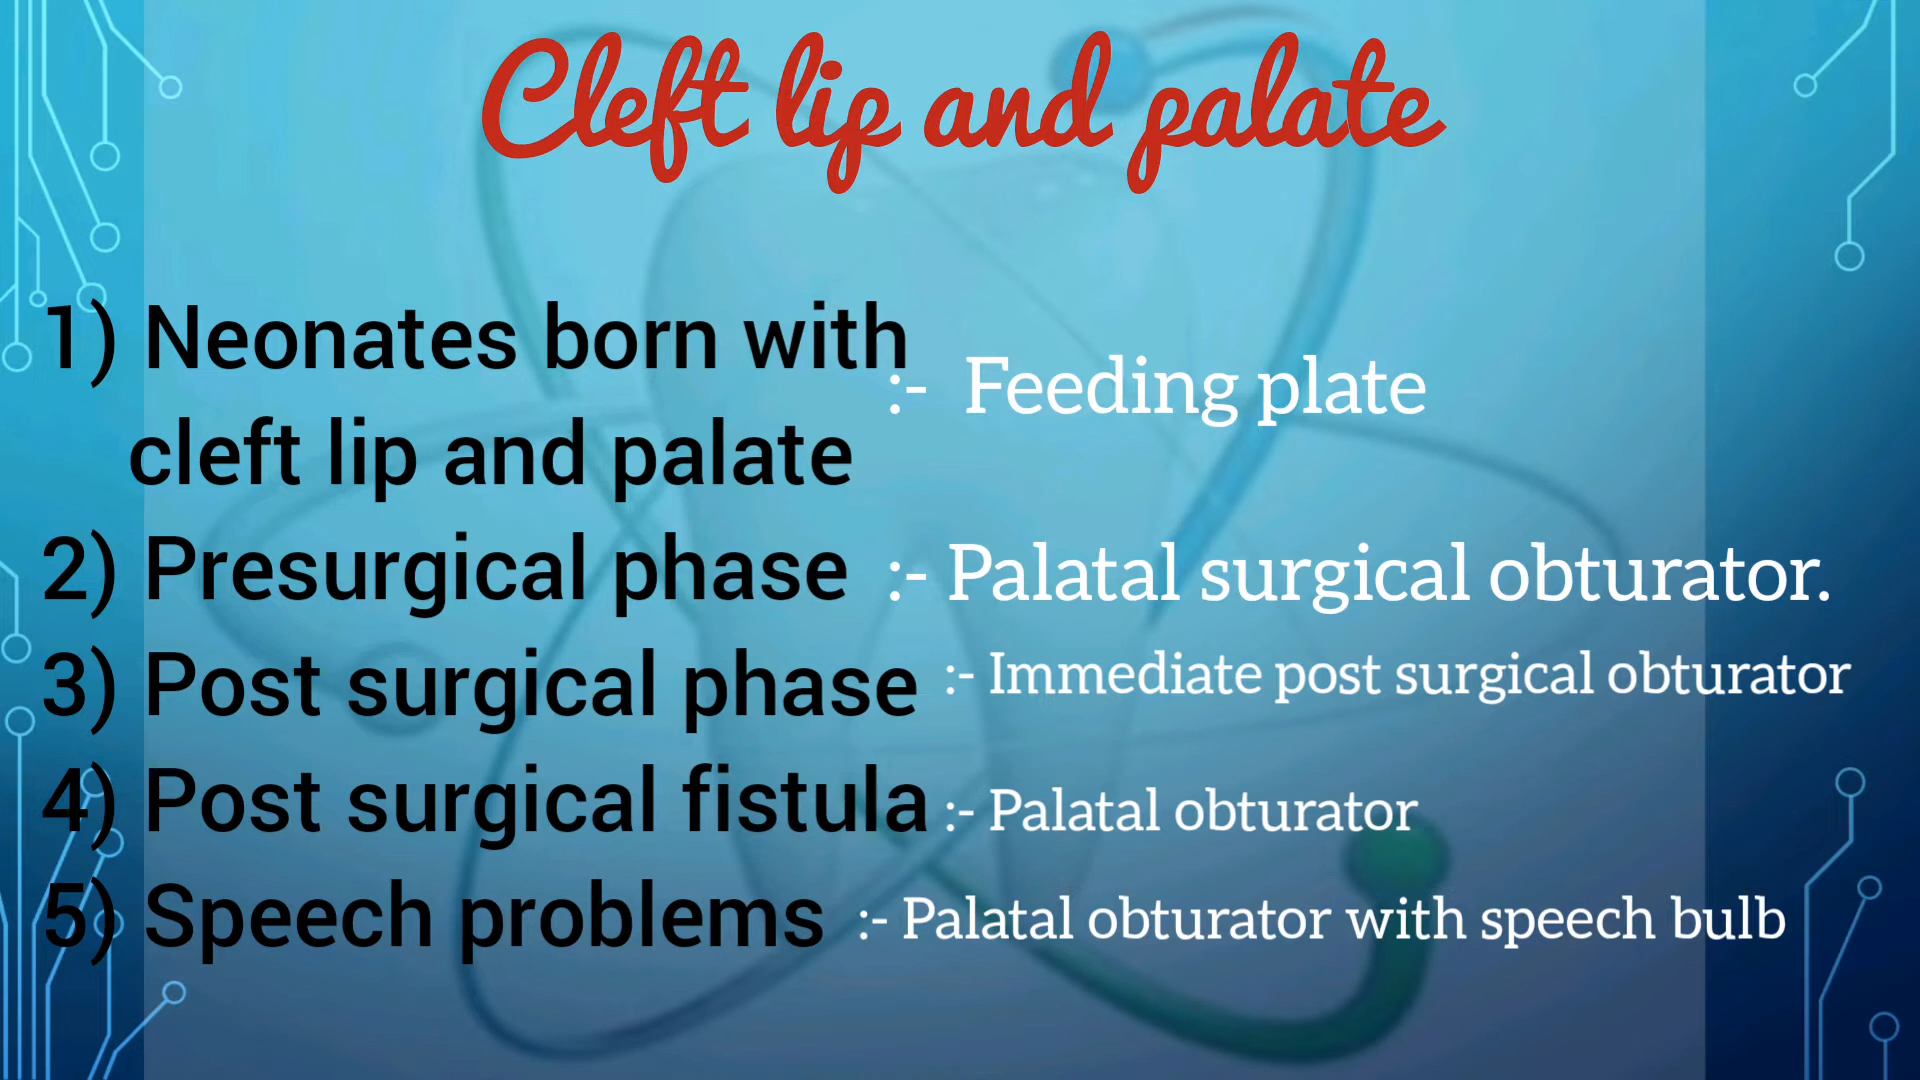 Cleft lip and palate
1) Neonates born with
cleft lip and palate
:- Feeding plate
2) Presurgical phase :- Palatal surgical obturator.
3) Post surgical phase :- Immediate post surgical obturator
4) Post surgical fistula :- Palatal obturator
5) Speech problems :- Palatal obturator with speech bulb